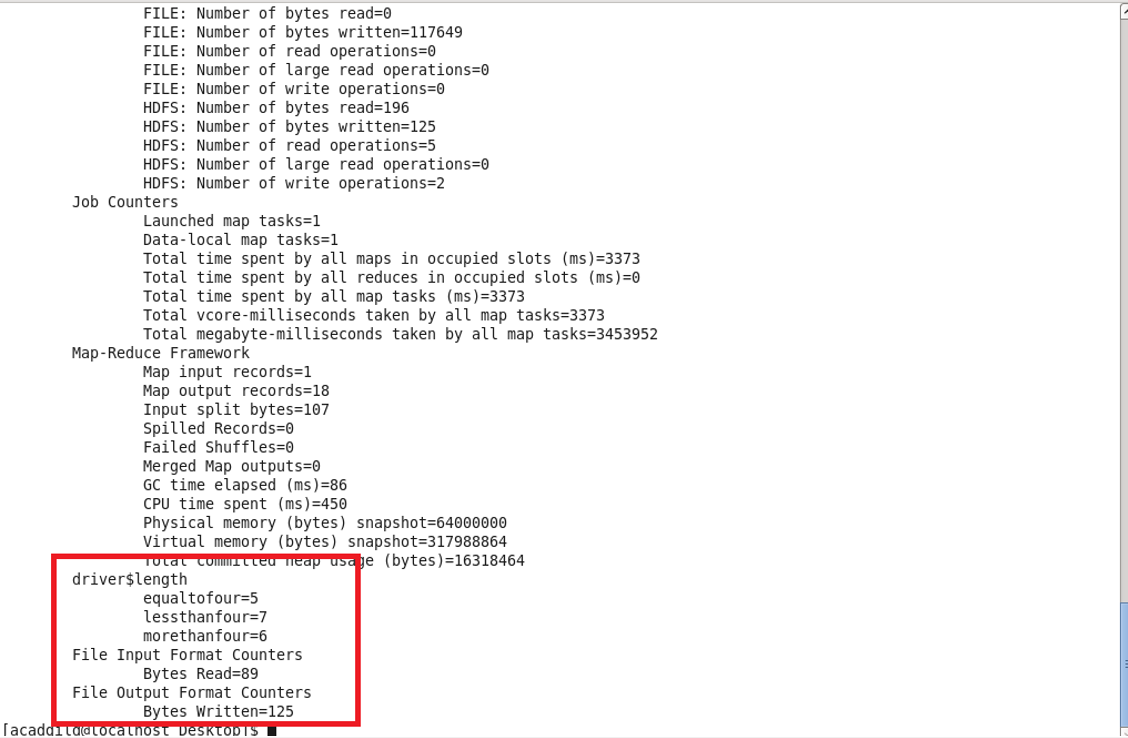 FILE: Number of bytes read=0
FILE: Number of bytes written=117649
FILE: Number of read operations=0
FILE: Number of large read operations=0
FILE: Number of write operations=0
HDFS: Number of bytes read=196
HDFS: Number of bytes written=125
HDFS: Number of read operations=5
HDFS: Number of large read operations=0
HDFS: Number of write operations=2
Job Counters
Launched map tasks=1
Data-local map tasks=1
Total time spent by all maps in occupied slots (ms)=3373
Total time spent by all reduces in occupied slots (ms)=0
Total time spent by all map tasks (ms)=3373
Total vcore-milliseconds taken by all map tasks=3373
Total megabyte-milliseconds taken by all map tasks=3453952
Map-Reduce Framework
Map input records=1
Map output records=18
Input split bytes=107
Spilled Records=0
Failed Shuffles=0
Merged Map outputs=0
GC time elapsed (ms)=86
CPU time spent (ms)=450
Physical memory (bytes) snapshot=64000000
Virtual memory (bytes) snapshot=317988864
Total committed heap usage (bytes)=16318464
driver$length
equaltofour=5
lessthanfour=7
morethanfour=6
File Input Format Counters
Bytes Read=89
File Output Format Counters
Bytes Written=125
[acadgild@localhost Desktop]$